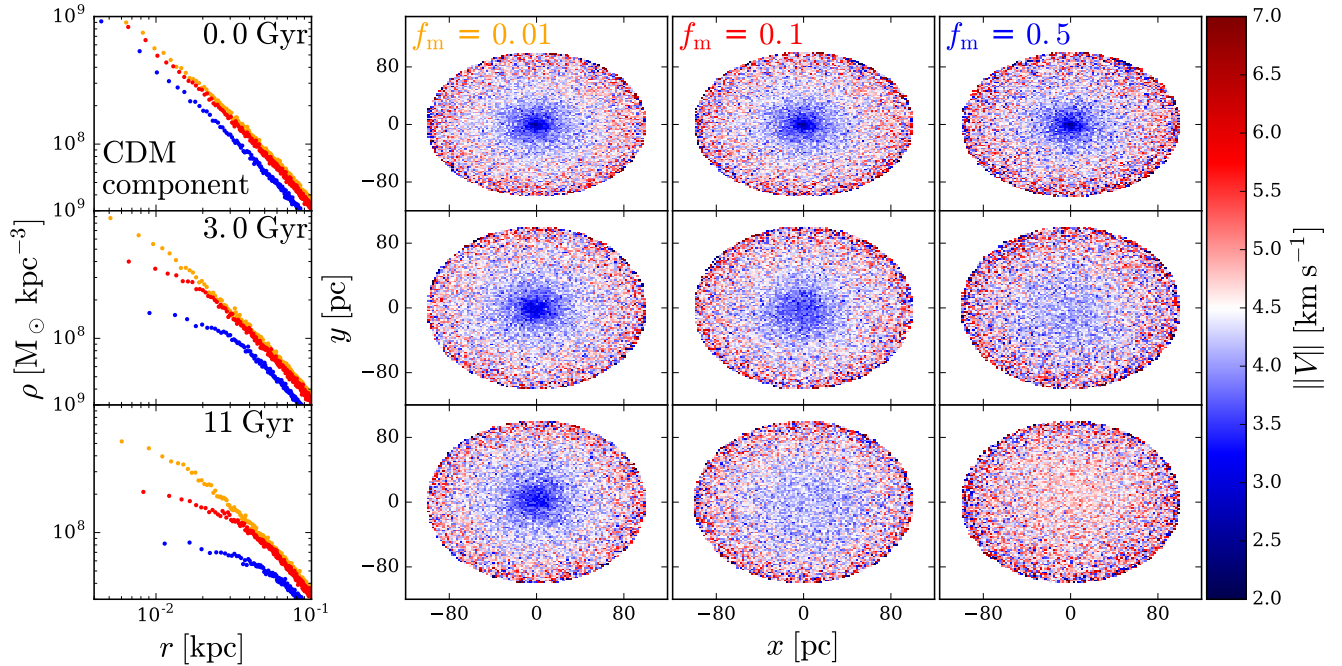 10⁹
10⁸
0.0 Gyr
CDM
component
10⁹
10⁸
3.0 Gyr
10⁹
10⁸
11 Gyr
10⁻²
10⁻¹
r [kpc]
ρ [M⊙ kpc⁻³]
fₘ = 0.01
fₘ = 0.1
fₘ = 0.5
80
0
−80
80
0
−80
80
0
−80
y [pc]
−80 0 80
−80 0 80
−80 0 80
x [pc]
7.0
6.5
6.0
5.5
5.0
4.5
4.0
3.5
3.0
2.5
2.0
||V|| [km s⁻¹]